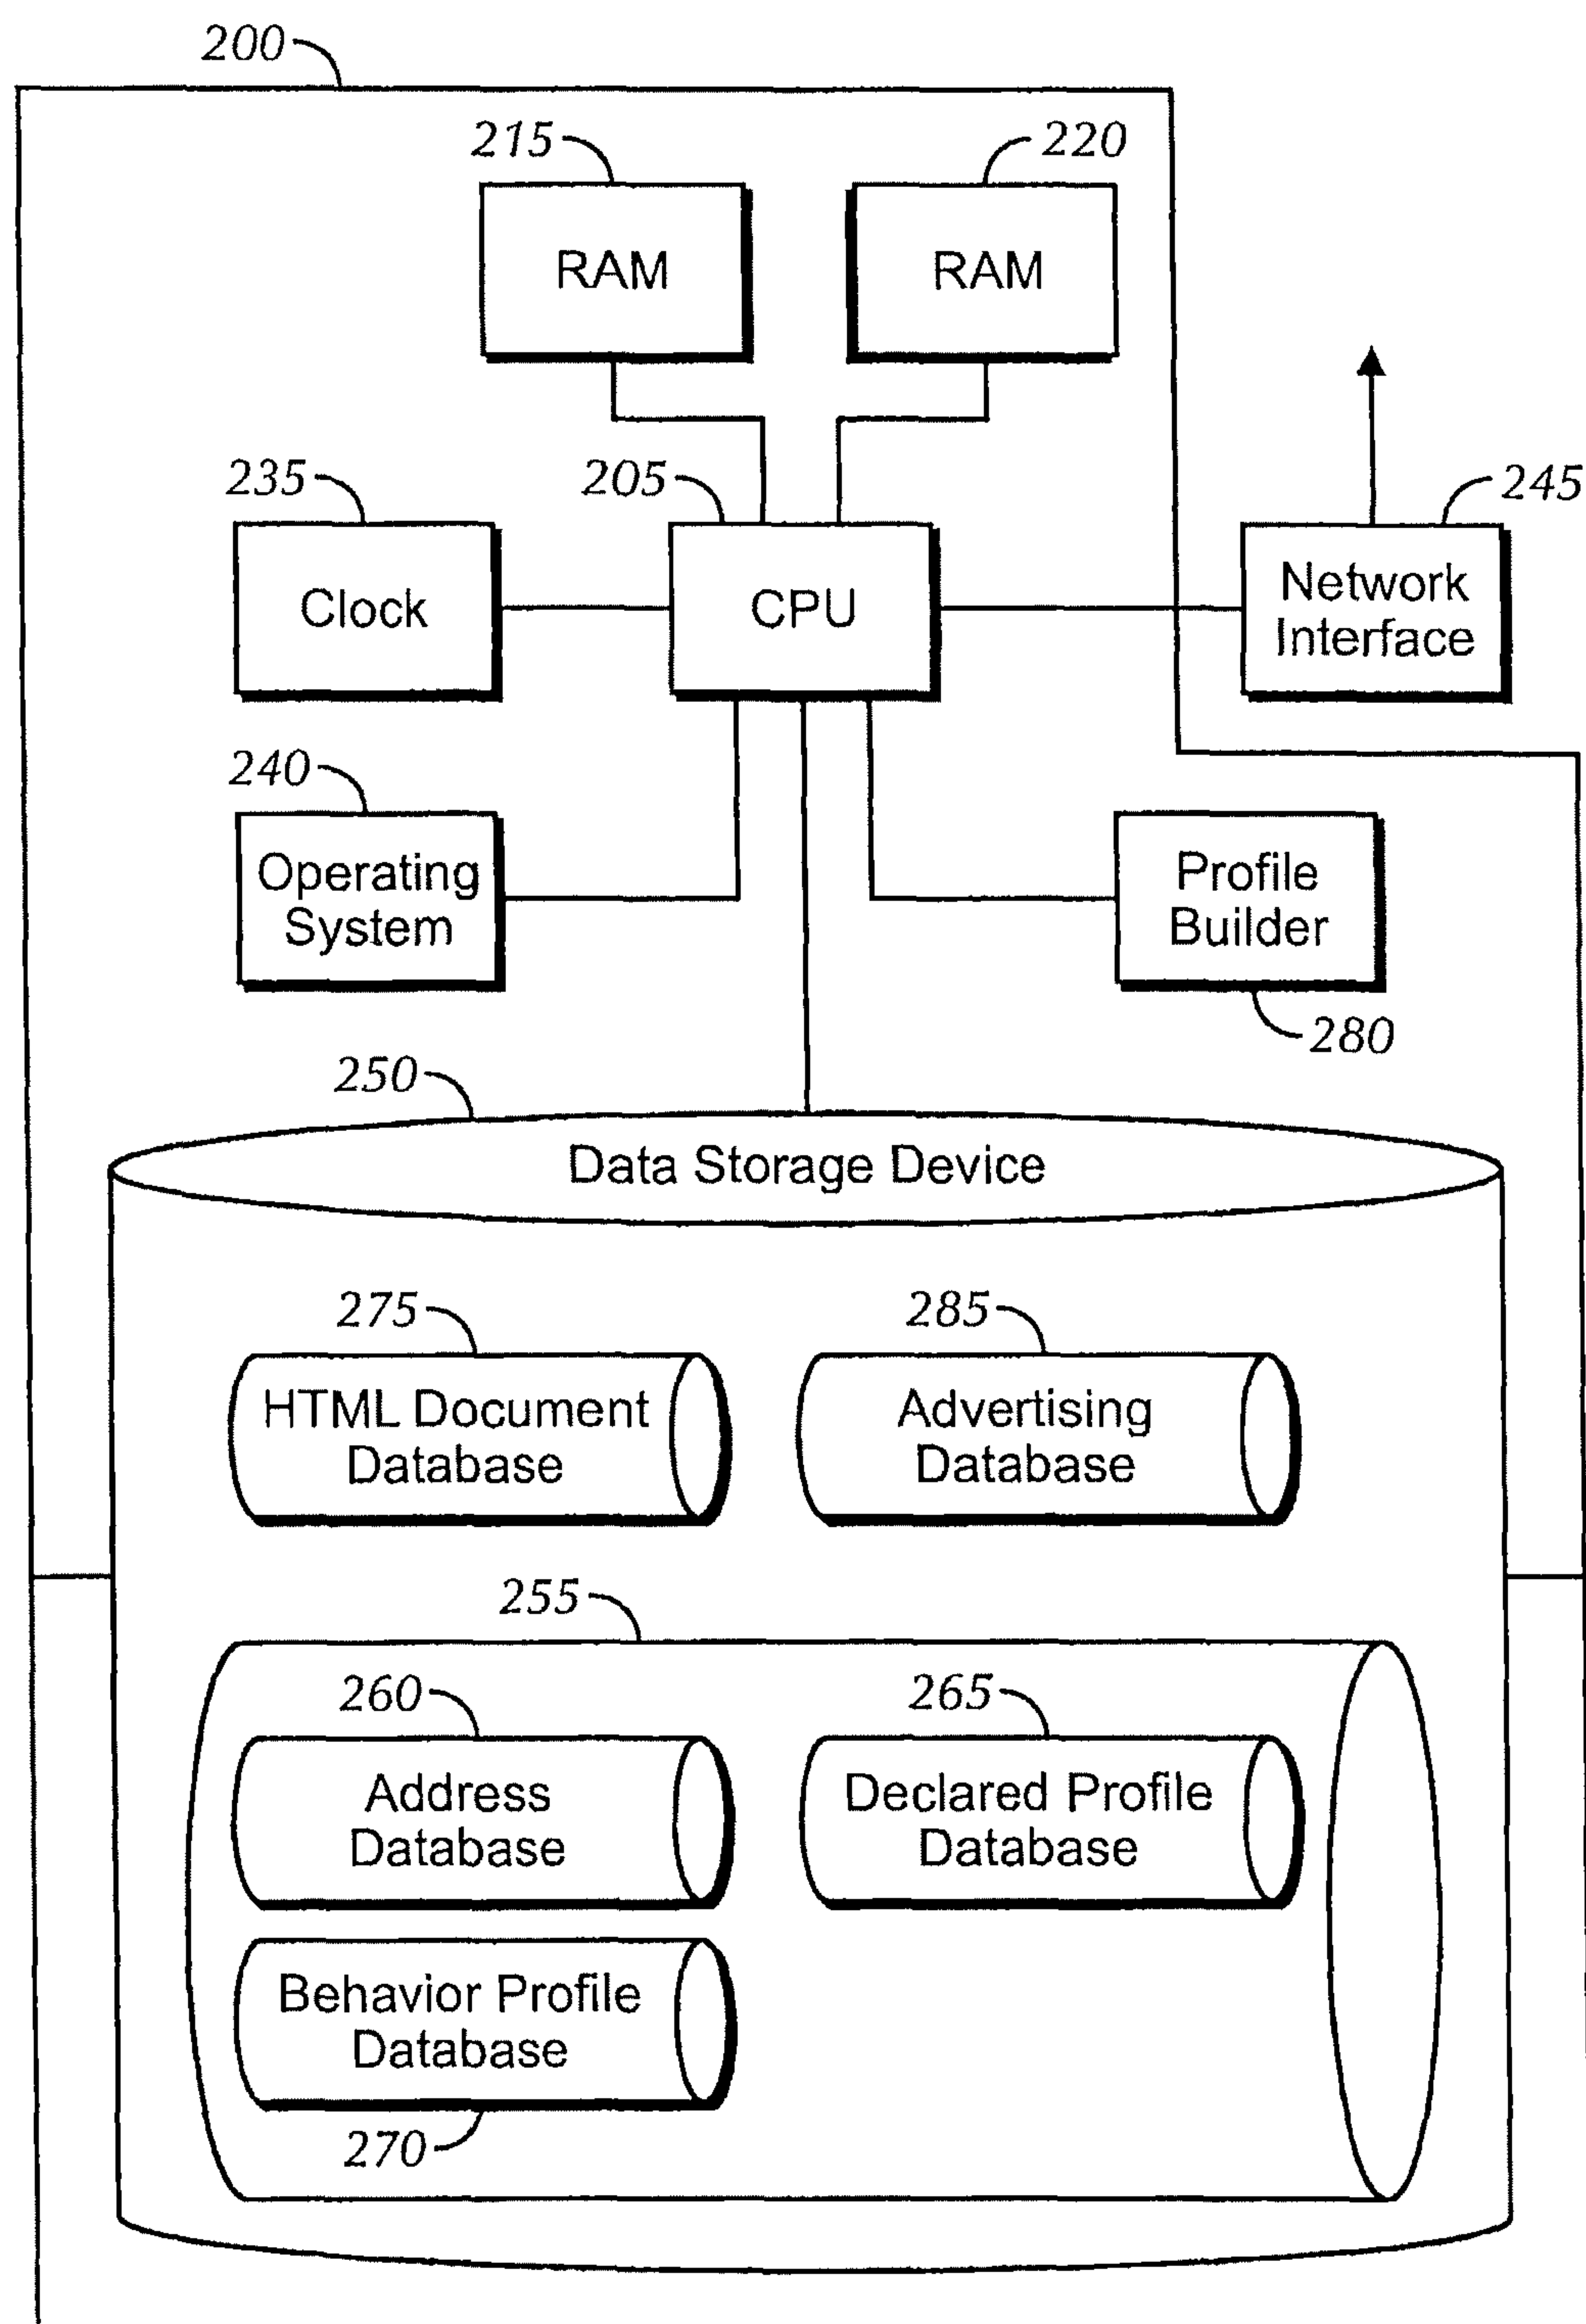 200
215
220
RAM
RAM
235
205
245
Clock
CPU
Network
Interface
240
Operating
System
Profile
Builder
280
250
Data Storage Device
275
285
HTML Document
Database
Advertising
Database
255
260
265
Address
Database
Declared Profile
Database
Behavior Profile
Database
270